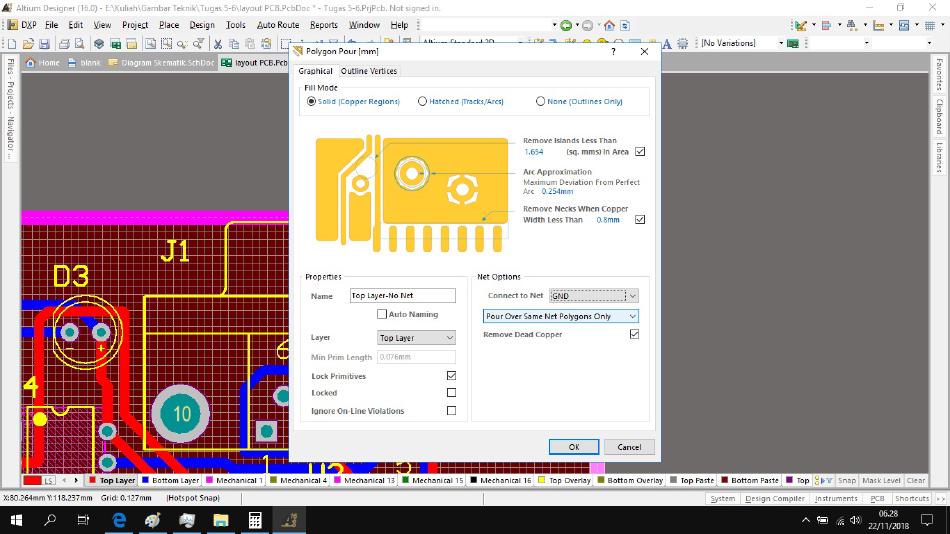 Altium Designer (16.0) - E:\Kuliah\Gambar Teknik\Tugas 5-6\layout PCB.PcbDoc * - Tugas 5-6.PrjPcb. Not signed in.
DXP File Edit View Project Place Design Tools Auto Route Reports Window Help
Altium Standard 2D
[No Variations]
Home blank Diagram Skematik.SchDoc layout PCB.Pcb
Files - Projects - Navigator ...
Favorites
Clipboard
Libraries
Polygon Pour [mm]
? 
Graphical Outline Vertices
Fill Mode
Solid (Copper Regions) Hatched (Tracks/Arcs) None (Outlines Only)
Remove Islands Less Than
1.654 (sq. mms) In Area
Arc Approximation
Maximum Deviation From Perfect
Arc 0.254mm
Remove Necks When Copper
Width Less Than 0.8mm
Properties
Name Top Layer-No Net
Auto Naming
Layer Top Layer
Min Prim Length 0.076mm
Lock Primitives
Locked
Ignore On-Line Violations
Net Options
Connect to Net GND
Pour Over Same Net Polygons Only
Remove Dead Copper
OK Cancel
J1
D3
- +
4
10
6
1
5
LS Top Layer Bottom Layer Mechanical 1 Mechanical 4 Mechanical 13 Mechanical 15 Mechanical 16 Top Overlay Bottom Overlay Top Paste Bottom Paste Top Snap Mask Level Clear
X:80.264mm Y:118.237mm Grid: 0.127mm (Hotspot Snap)
System Design Compiler Instruments PCB Shortcuts >>
06.28
22/11/2018